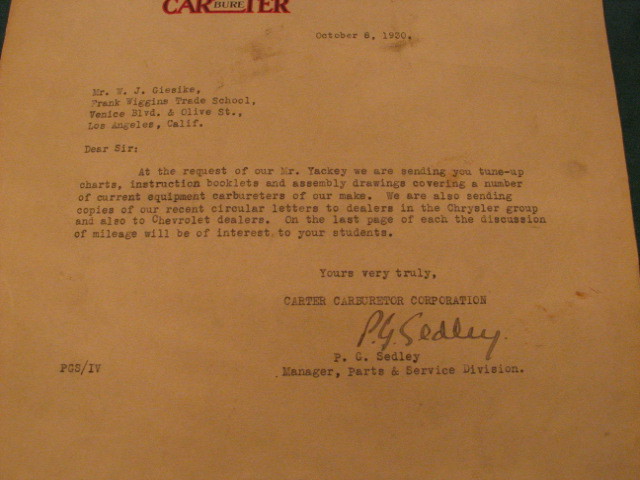 CARBURETER
October 8, 1930.
Mr. W. J. Giesike,
Frank Wiggins Trade School,
Venice Blvd. & Olive St.,
Los Angeles, Calif.
Dear Sir:
At the request of our Mr. Yackey we are sending you tune-up
charts, instruction booklets and assembly drawings covering a number
of current equipment carbureters of our make. We are also sending
copies of our recent circular letters to dealers in the Chrysler group
and also to Chevrolet dealers. On the last page of each the discussion
of mileage will be of interest to your students.
Yours very truly,
CARTER CARBURETOR CORPORATION
P.G. Sedley.
P. G. Sedley
Manager, Parts & Service Division.
PGS/IV